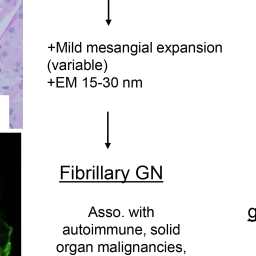 +Mild mesangial expansion
(variable)
+EM 15-30 nm
Fibrillary GN
Asso. with
autoimmune, solid
organ malignancies,
g